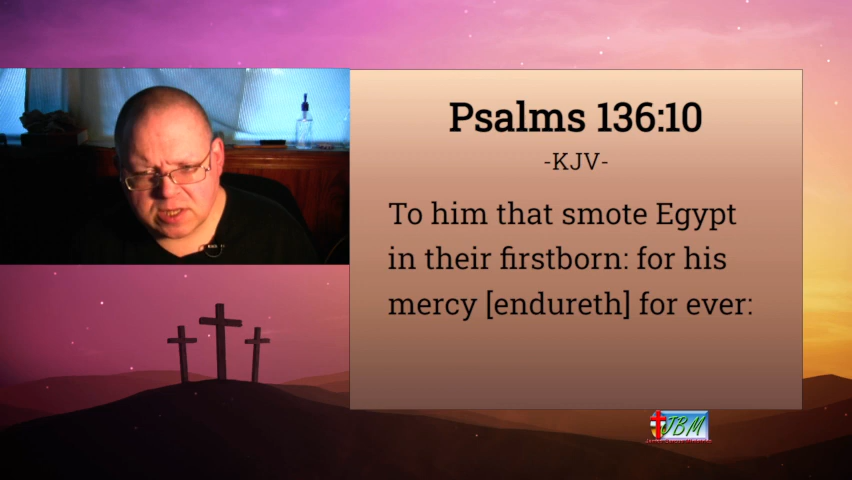 Psalms 136:10
-KJV-
To him that smote Egypt
in their firstborn: for his
mercy [endureth] for ever:
JBM